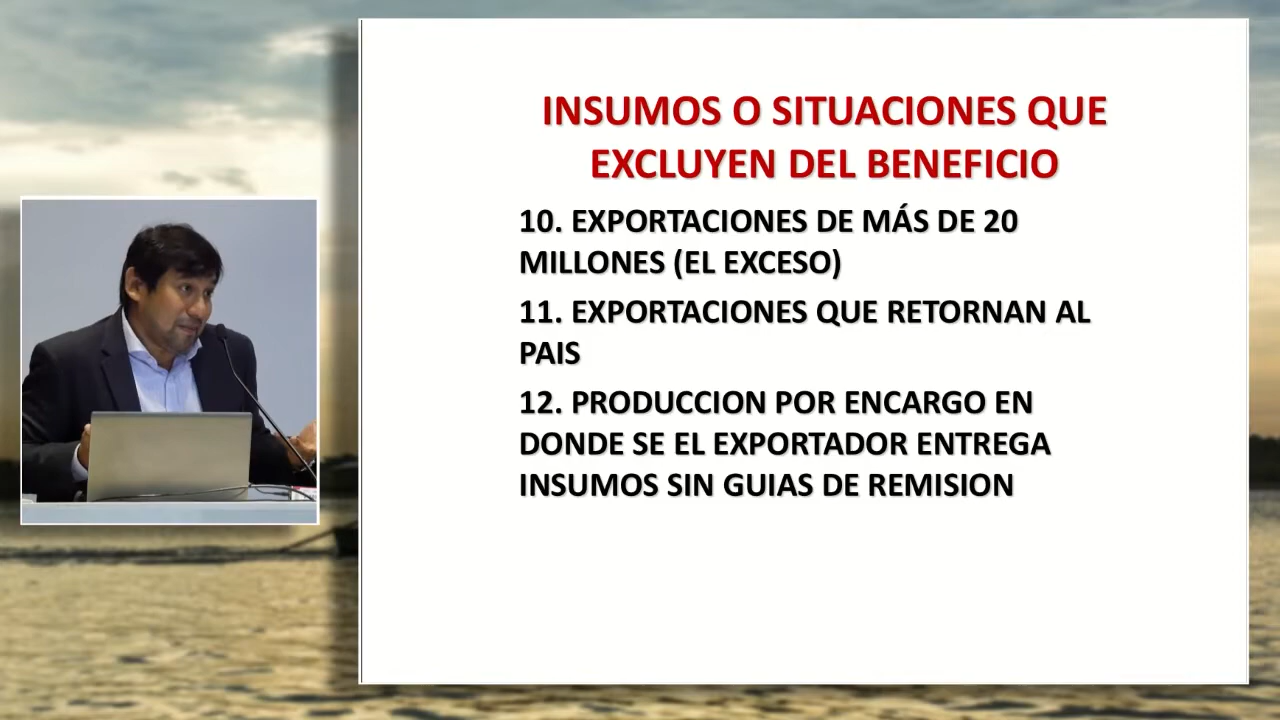 INSUMOS O SITUACIONES QUE
EXCLUYEN DEL BENEFICIO
10. EXPORTACIONES DE MÁS DE 20
MILLONES (EL EXCESO)
11. EXPORTACIONES QUE RETORNAN AL
PAIS
12. PRODUCCION POR ENCARGO EN
DONDE SE EL EXPORTADOR ENTREGA
INSUMOS SIN GUIAS DE REMISION